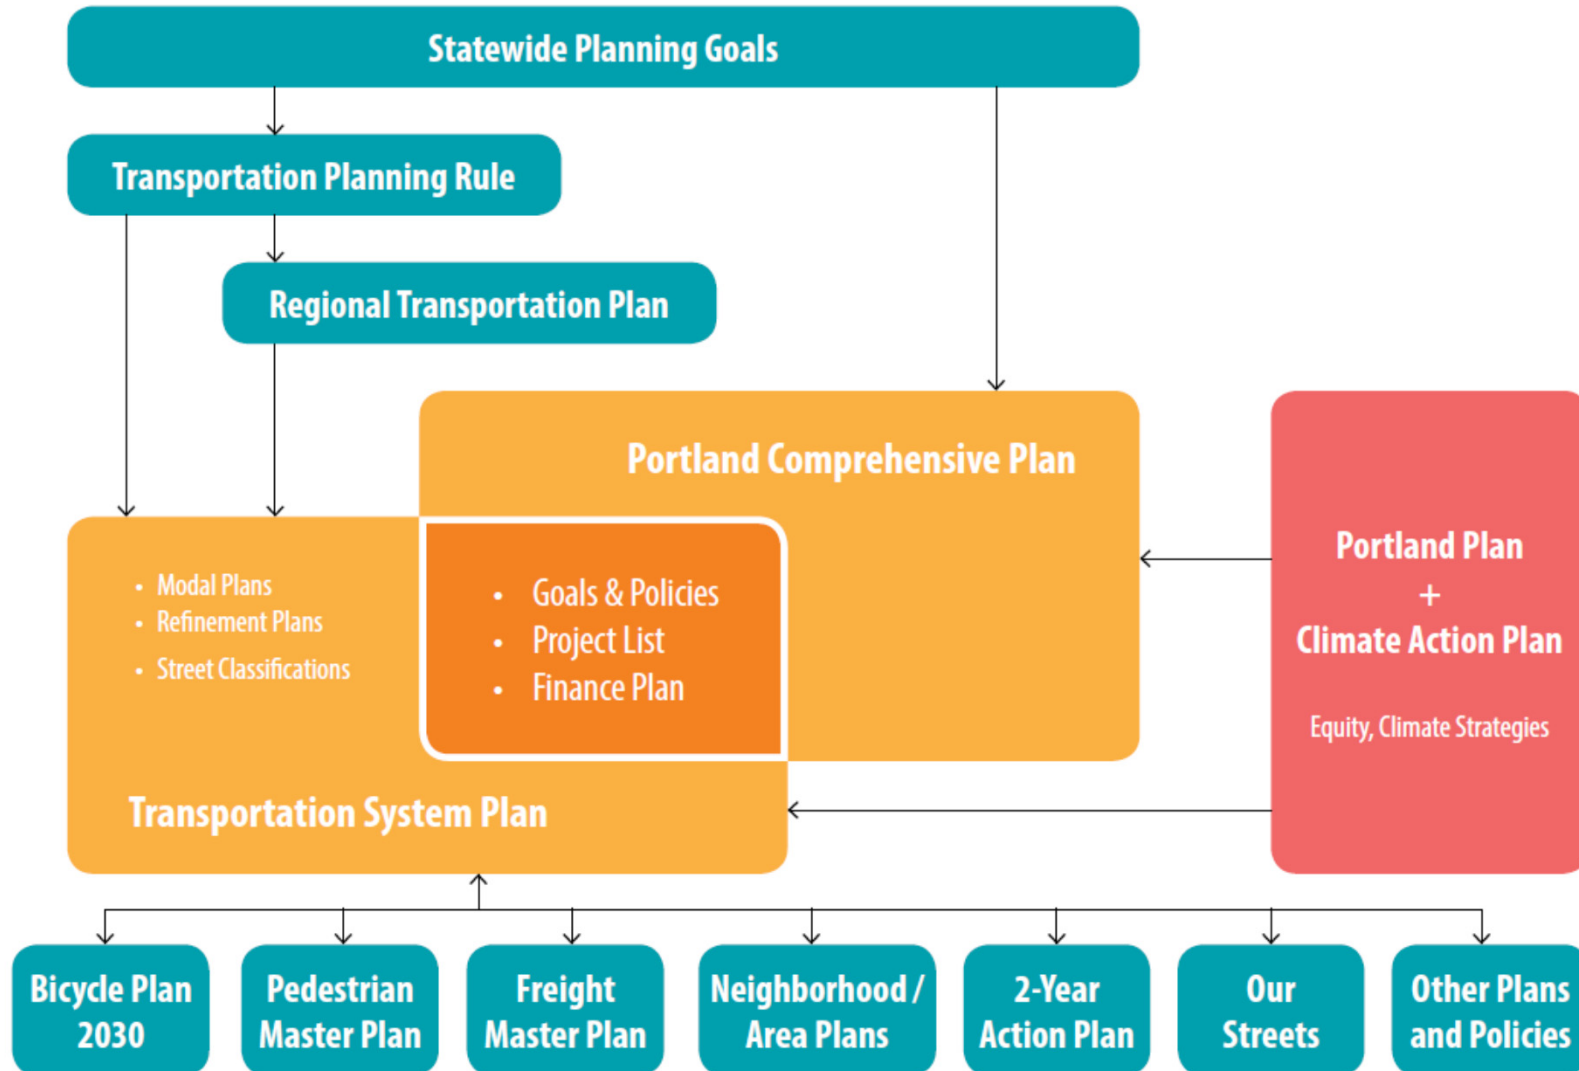 Statewide Planning Goals
Transportation Planning Rule
Regional Transportation Plan
Portland Comprehensive Plan
• Modal Plans
• Refinement Plans
• Street Classifications
• Goals & Policies
• Project List
• Finance Plan
Transportation System Plan
Portland Plan
+
Climate Action Plan
Equity, Climate Strategies
Bicycle Plan
2030
Pedestrian
Master Plan
Freight
Master Plan
Neighborhood /
Area Plans
2-Year
Action Plan
Our
Streets
Other Plans
and Policies